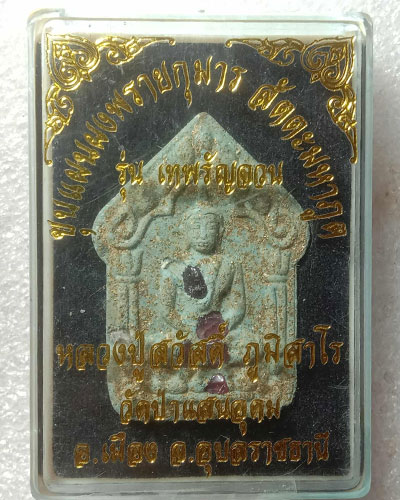 ขุนแผนผงพรายกุมาร สัตตะมหาภูต
รุ่น เทพรัญจวน
หลวงปู่สวัสดิ์ ภูมิสาโร
วัดป่าแสนอุดม
อ.เมือง จ.อุบลราชธานี